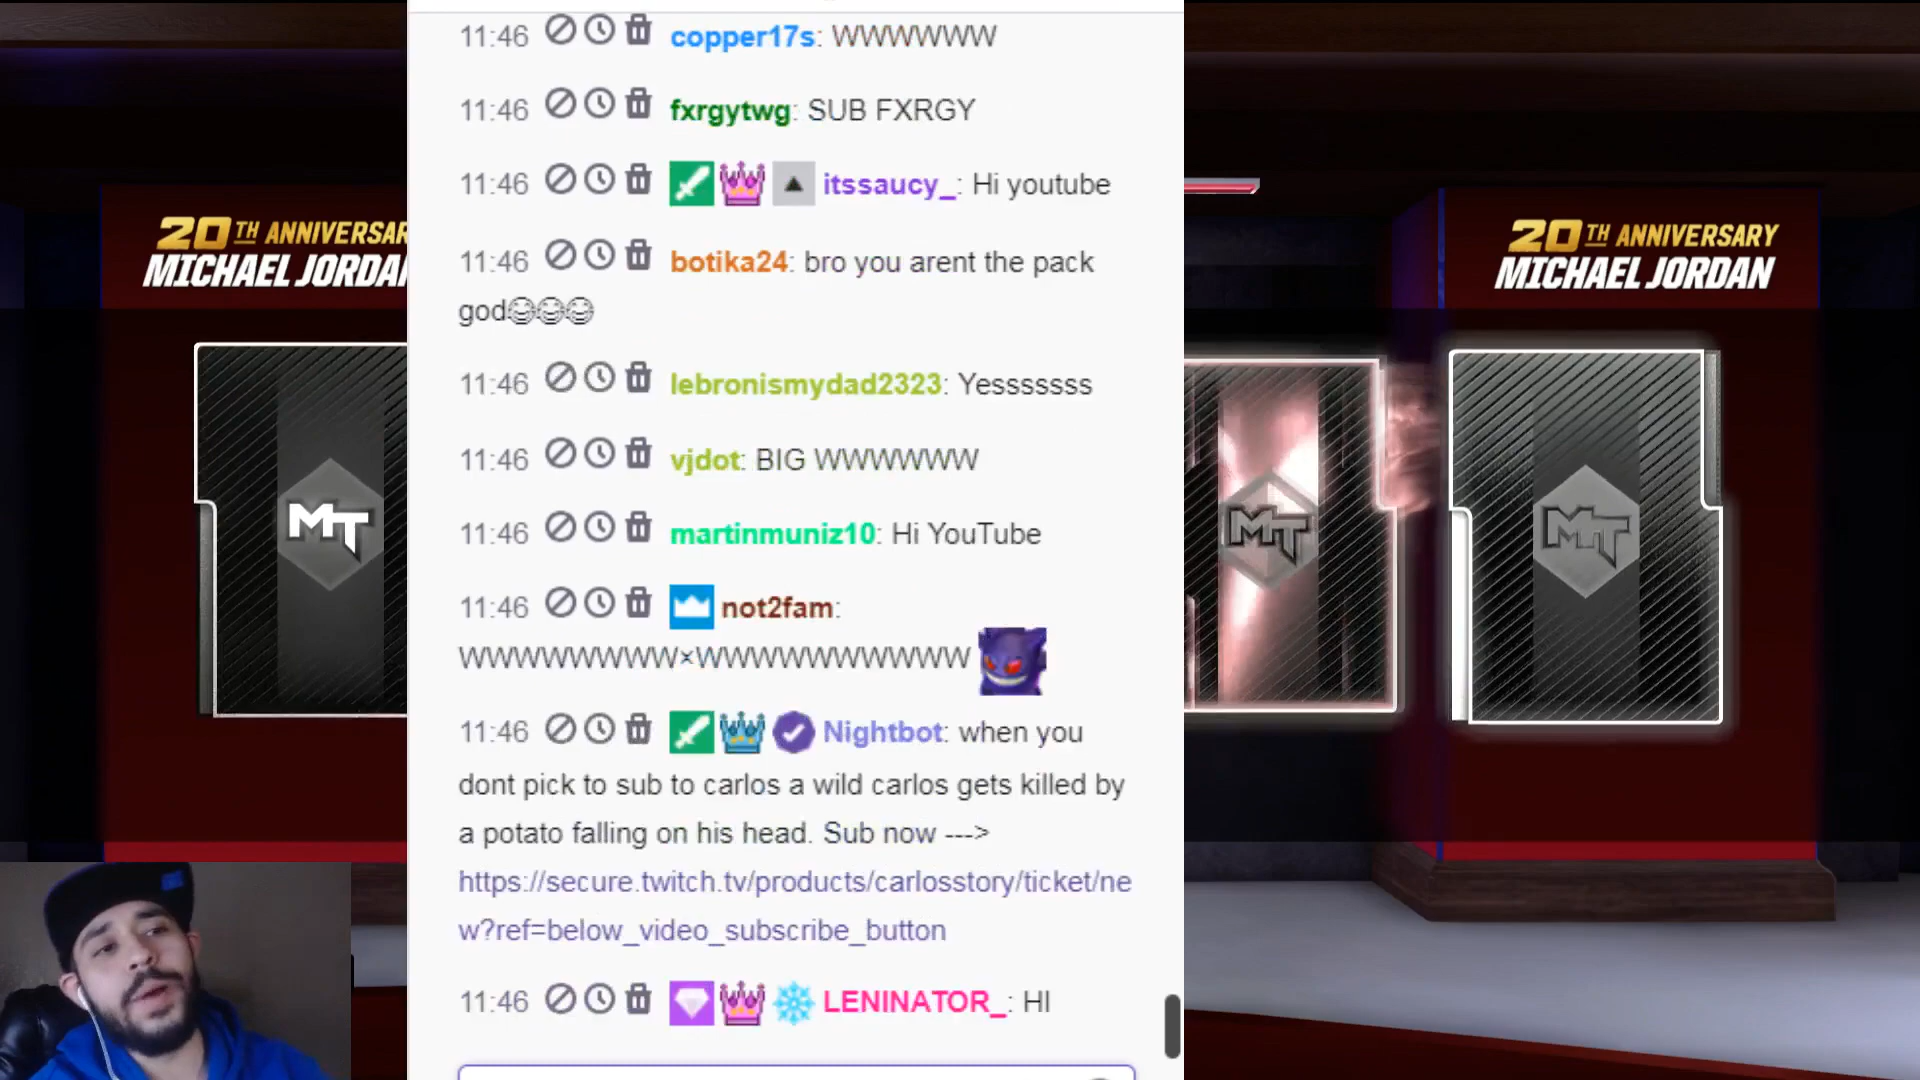 11:46 copper17s: WWWWWW
11:46 fxrgytwg: SUB FXRGY
11:46 itssaucy_: Hi youtube
11:46 botika24: bro you arent the pack
god😂😂😂
11:46 lebronismydad2323: Yesssssss
11:46 vjdot: BIG WWWWWW
11:46 martinmuniz10: Hi YouTube
11:46 not2fam:
WWWWWWWW×WWWWWWWWWW
11:46 Nightbot: when you
dont pick to sub to carlos a wild carlos gets killed by
a potato falling on his head. Sub now --->
https://secure.twitch.tv/products/carlosstory/ticket/ne
w?ref=below_video_subscribe_button
11:46 LENINATOR_: HI
20TH ANNIVERSAR
MICHAEL JORDA
MT
MT
20TH ANNIVERSARY
MICHAEL JORDAN
MT